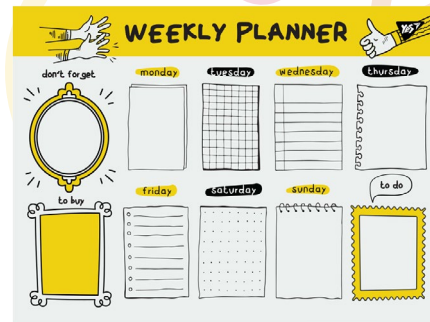 WEEKLY PLANNER
YES
don't forget
monday
tuesday
wednesday
thursday
to buy
friday
saturday
sunday
to do